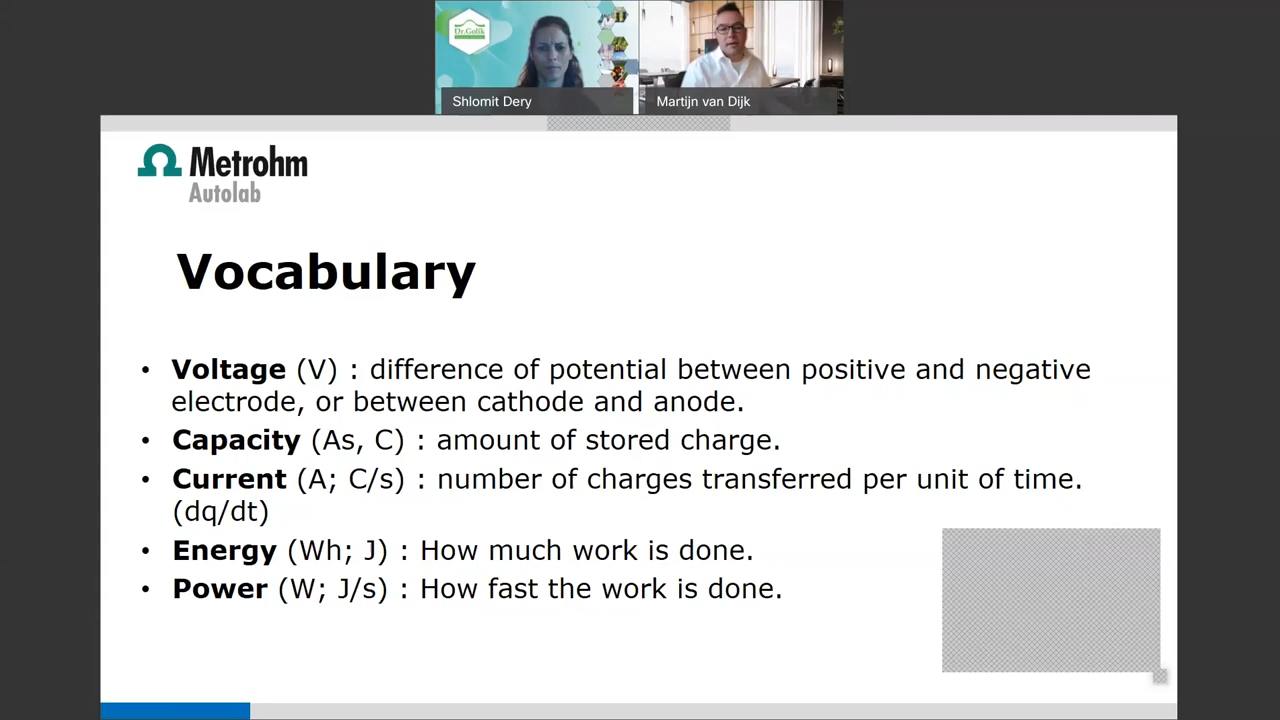 Dr.Golik
Shlomit Dery
Martijn van Dijk
Metrohm
Autolab
Vocabulary
• Voltage (V) : difference of potential between positive and negative
electrode, or between cathode and anode.
• Capacity (As, C) : amount of stored charge.
• Current (A; C/s) : number of charges transferred per unit of time.
(dq/dt)
• Energy (Wh; J) : How much work is done.
• Power (W; J/s) : How fast the work is done.